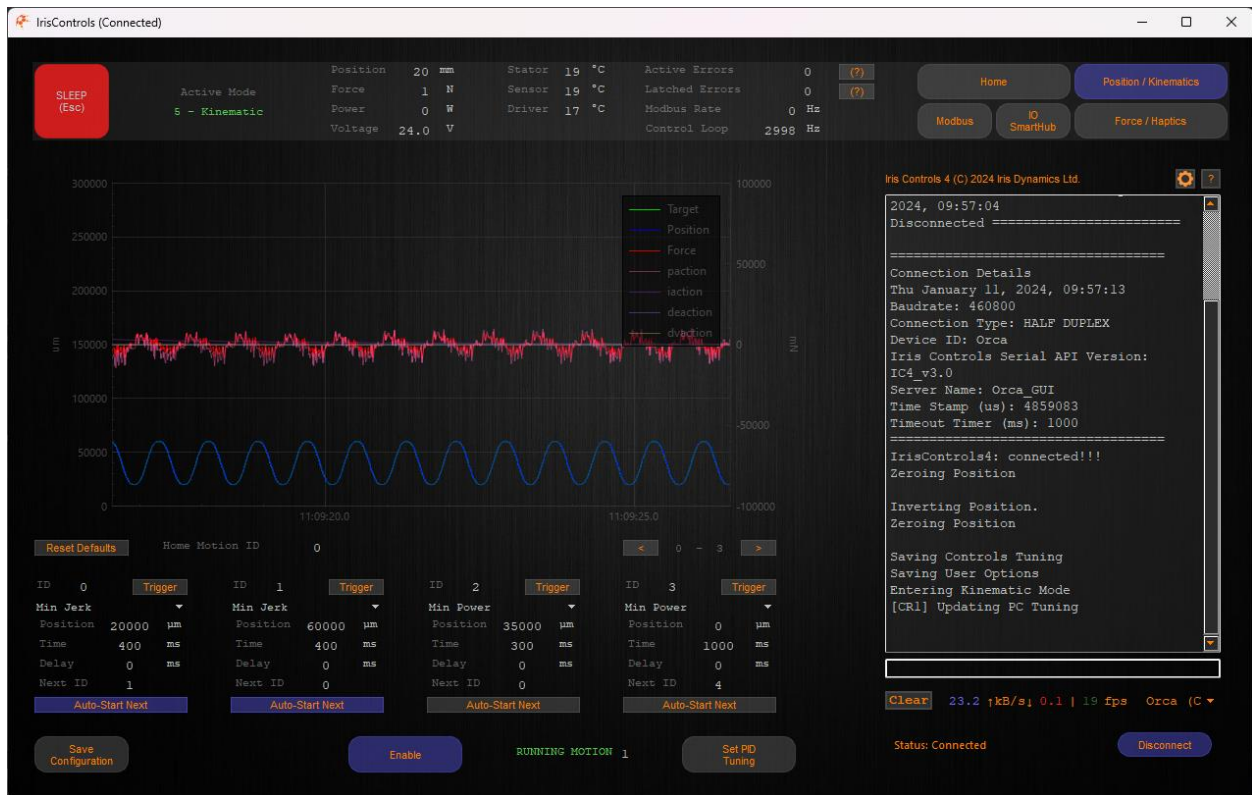 IrisControls (Connected)
SLEEP
(Esc)
Active Mode
5 - Kinematic
Position 20 mm
Force 1 N
Power 0 W
Voltage 24.0 V
Stator 19 °C
Sensor 19 °C
Driver 17 °C
Active Errors 0 (?)
Latched Errors 0 (?)
Modbus Rate 0 Hz
Control Loop 2998 Hz
Home
Position / Kinematics
Modbus
IO
SmartHub
Force / Haptics
300000
250000
200000
150000
100000
50000
0
um
100000
50000
0
-50000
-100000
mN
Target
Position
Force
paction
iaction
deaction
dvaction
11:09:20.0
11:09:25.0
Reset Defaults
Home Motion ID 0
< 0 - 3 >
ID 0 Trigger
Min Jerk
Position 20000 µm
Time 400 ms
Delay 0 ms
Next ID 1
Auto-Start Next
ID 1 Trigger
Min Jerk
Position 60000 µm
Time 400 ms
Delay 0 ms
Next ID 0
Auto-Start Next
ID 2 Trigger
Min Power
Position 35000 µm
Time 300 ms
Delay 0 ms
Next ID 0
Auto-Start Next
ID 3 Trigger
Min Power
Position 0 µm
Time 1000 ms
Delay 0 ms
Next ID 4
Auto-Start Next
Save
Configuration
Enable
RUNNING MOTION 1
Set PID
Tuning
Iris Controls 4 (C) 2024 Iris Dynamics Ltd.
?
2024, 09:57:04
Disconnected =========================
====================================
Connection Details
Thu January 11, 2024, 09:57:13
Baudrate: 460800
Connection Type: HALF DUPLEX
Device ID: Orca
Iris Controls Serial API Version:
IC4_v3.0
Server Name: Orca_GUI
Time Stamp (us): 4859083
Timeout Timer (ms): 1000
====================================
IrisControls4: connected!!!
Zeroing Position
Inverting Position.
Zeroing Position
Saving Controls Tuning
Saving User Options
Entering Kinematic Mode
[CR1] Updating PC Tuning
Clear 23.2 ↑kB/s↓ 0.1 | 19 fps Orca (C
Status: Connected
Disconnect